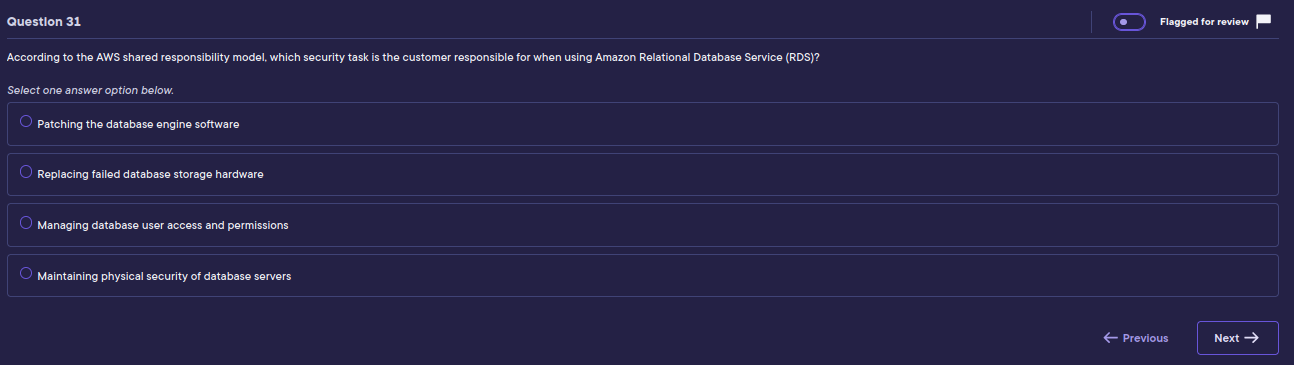 Question 31
Flagged for review
According to the AWS shared responsibility model, which security task is the customer responsible for when using Amazon Relational Database Service (RDS)?
Select one answer option below.
Patching the database engine software
Replacing failed database storage hardware
Managing database user access and permissions
Maintaining physical security of database servers
Previous
Next